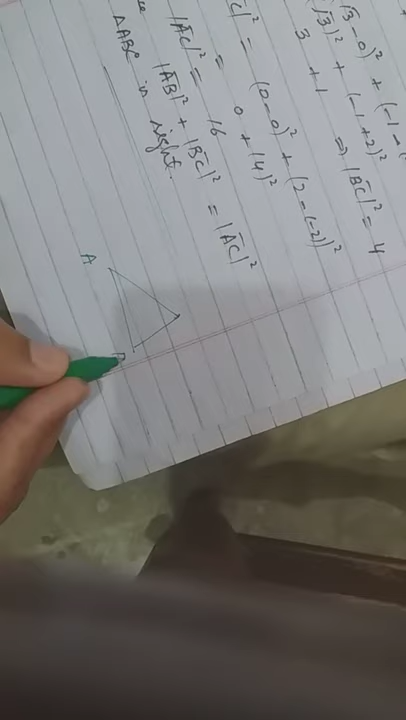 √3 - 0)² + (-1 -
√3)² + (-1 + 2)²
3 + 1 ⇒ |BC|² = 4
C|² = (0 - 0)² + (2 - (-2))²
= 0 + (4)²
|AC|² = 16
|AB|² + |BC|² = |AC|²
ΔABC is right.
A